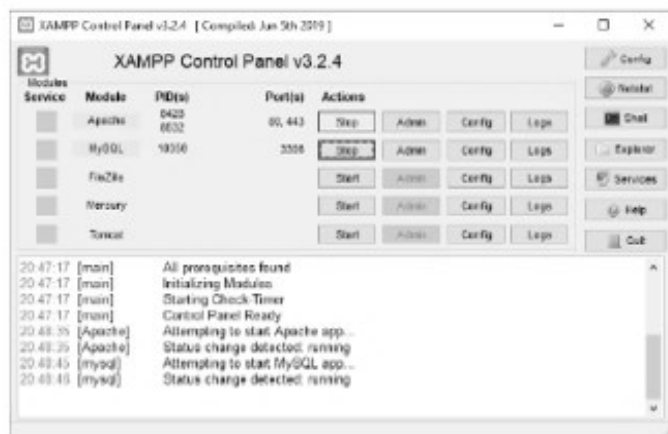 XAMPP Control Panel v3.2.4 [ Compiled: Jun 5th 2019 ]
XAMPP Control Panel v3.2.4
Config
Modules
Service Module PID(s) Port(s) Actions
Netstat
Apache 80, 443 Stop Admin Config Logs
Shell
MySQL 3306 Stop Admin Config Logs
Explorer
FileZilla Start Admin Config Logs
Services
Mercury Start Admin Config Logs
Help
Tomcat Start Admin Config Logs
Quit
20:47:17 [main] All prerequisites found
20:47:17 [main] Initializing Modules
20:47:17 [main] Starting Check-Timer
20:47:17 [main] Control Panel Ready
20:48:35 [Apache] Attempting to start Apache app...
20:48:35 [Apache] Status change detected: running
20:48:45 [mysql] Attempting to start MySQL app...
20:48:46 [mysql] Status change detected: running